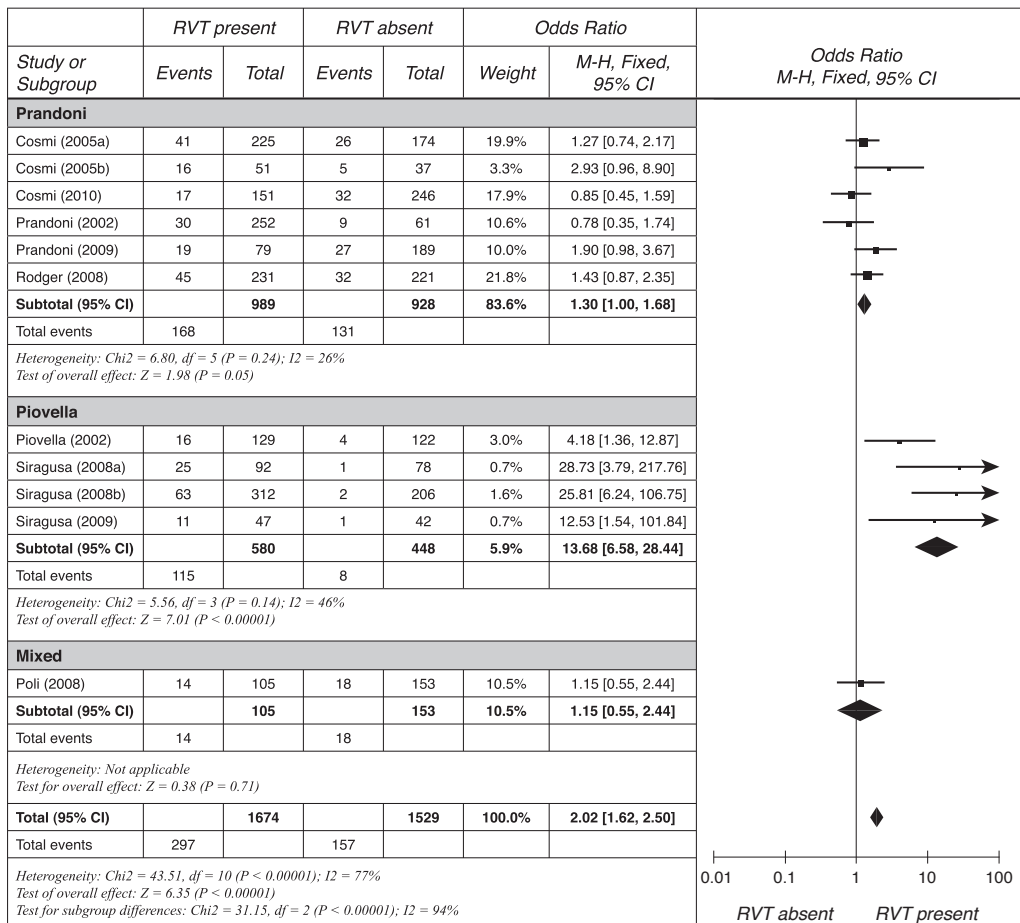 RVT present RVT absent Odds Ratio
Study or Subgroup Events Total Events Total Weight M-H, Fixed, 95% CI
Odds Ratio
M-H, Fixed, 95% CI
Prandoni
Cosmi (2005a) 41 225 26 174 19.9% 1.27 [0.74, 2.17]
Cosmi (2005b) 16 51 5 37 3.3% 2.93 [0.96, 8.90]
Cosmi (2010) 17 151 32 246 17.9% 0.85 [0.45, 1.59]
Prandoni (2002) 30 252 9 61 10.6% 0.78 [0.35, 1.74]
Prandoni (2009) 19 79 27 189 10.0% 1.90 [0.98, 3.67]
Rodger (2008) 45 231 32 221 21.8% 1.43 [0.87, 2.35]
Subtotal (95% CI) 989 928 83.6% 1.30 [1.00, 1.68]
Total events 168 131
Heterogeneity: Chi2 = 6.80, df = 5 (P = 0.24); I2 = 26%
Test of overall effect: Z = 1.98 (P = 0.05)
Piovella
Piovella (2002) 16 129 4 122 3.0% 4.18 [1.36, 12.87]
Siragusa (2008a) 25 92 1 78 0.7% 28.73 [3.79, 217.76]
Siragusa (2008b) 63 312 2 206 1.6% 25.81 [6.24, 106.75]
Siragusa (2009) 11 47 1 42 0.7% 12.53 [1.54, 101.84]
Subtotal (95% CI) 580 448 5.9% 13.68 [6.58, 28.44]
Total events 115 8
Heterogeneity: Chi2 = 5.56, df = 3 (P = 0.14); I2 = 46%
Test of overall effect: Z = 7.01 (P < 0.00001)
Mixed
Poli (2008) 14 105 18 153 10.5% 1.15 [0.55, 2.44]
Subtotal (95% CI) 105 153 10.5% 1.15 [0.55, 2.44]
Total events 14 18
Heterogeneity: Not applicable
Test for overall effect: Z = 0.38 (P = 0.71)
Total (95% CI) 1674 1529 100.0% 2.02 [1.62, 2.50]
Total events 297 157
Heterogeneity: Chi2 = 43.51, df = 10 (P < 0.00001); I2 = 77%
Test of overall effect: Z = 6.35 (P < 0.00001)
Test for subgroup differences: Chi2 = 31.15, df = 2 (P < 0.00001); I2 = 94%
0.01 0.1 1 10 100
RVT absent RVT present